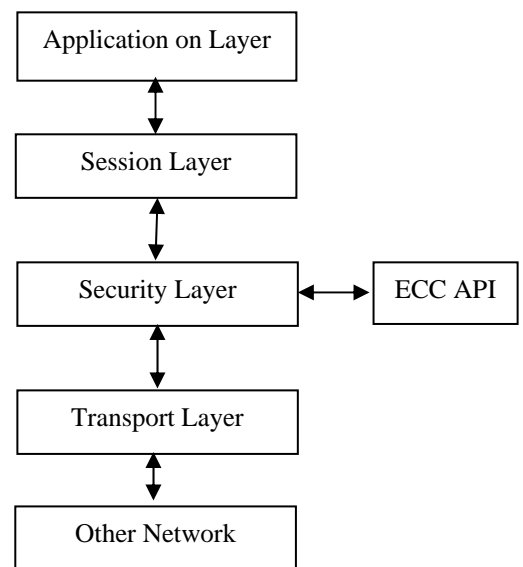 Application on Layer
Session Layer
Security Layer
ECC API
Transport Layer
Other Network